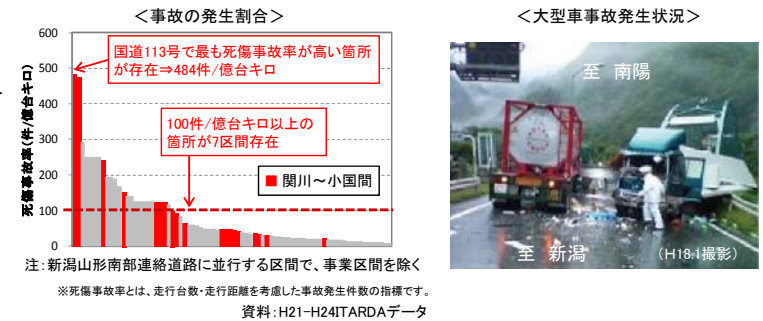 ＜事故の発生割合＞
＜大型車事故発生状況＞
死傷事故率(件/億台キロ)
600
500
400
300
200
100
0
国道113号で最も死傷事故率が高い箇所
が存在⇒484件/億台キロ
100件/億台キロ以上の
箇所が7区間存在
関川～小国間
注：新潟山形南部連絡道路に並行する区間で、事業区間を除く
※死傷事故率とは、走行台数・走行距離を考慮した事故発生件数の指標です。
資料：H21-H24ITARDAデータ
至 南陽
至 新潟
（H18.1撮影）